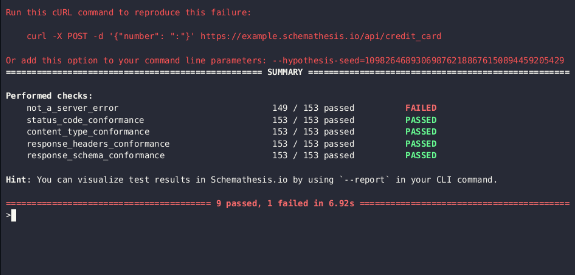 Run this cURL command to reproduce this failure:
curl -X POST -d '{"number": ":"}' https://example.schemathesis.io/api/credit_card
Or add this option to your command line parameters: --hypothesis-seed=109826468930698762188676150894459205429
================================================== SUMMARY ===================================================
Performed checks:
not_a_server_error 149 / 153 passed FAILED
status_code_conformance 153 / 153 passed PASSED
content_type_conformance 153 / 153 passed PASSED
response_headers_conformance 153 / 153 passed PASSED
response_schema_conformance 153 / 153 passed PASSED
Hint: You can visualize test results in Schemathesis.io by using `--report` in your CLI command.
======================================== 9 passed, 1 failed in 6.92s =========================================
>